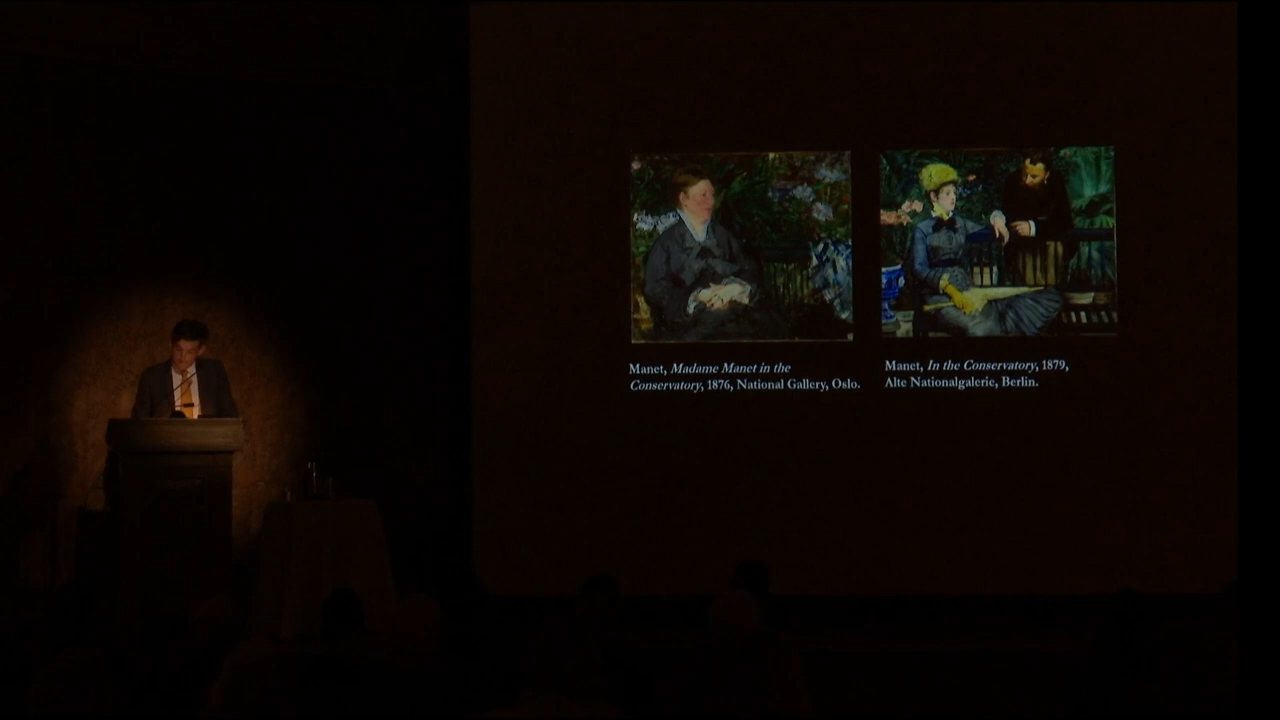 Manet, Madame Manet in the
Conservatory, 1876, National Gallery, Oslo.
Manet, In the Conservatory, 1879,
Alte Nationalgalerie, Berlin.